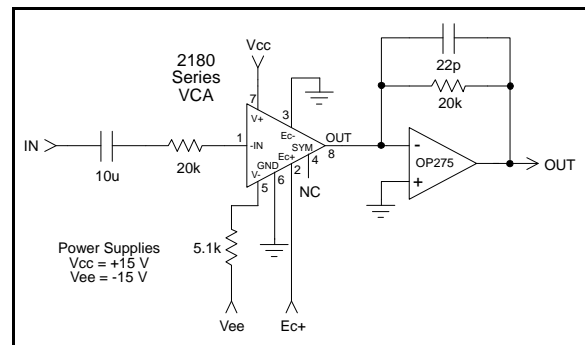 Vcc
2180
Series
VCA
22p
20k
7
V+
3
Ec-
IN
10u
20k
1
-IN
SYM
OUT
8
GND
Ec+
4
V-
2
5
6
NC
-
OP275
+
OUT
5.1k
Power Supplies
Vcc = +15 V
Vee = -15 V
Vee
Ec+